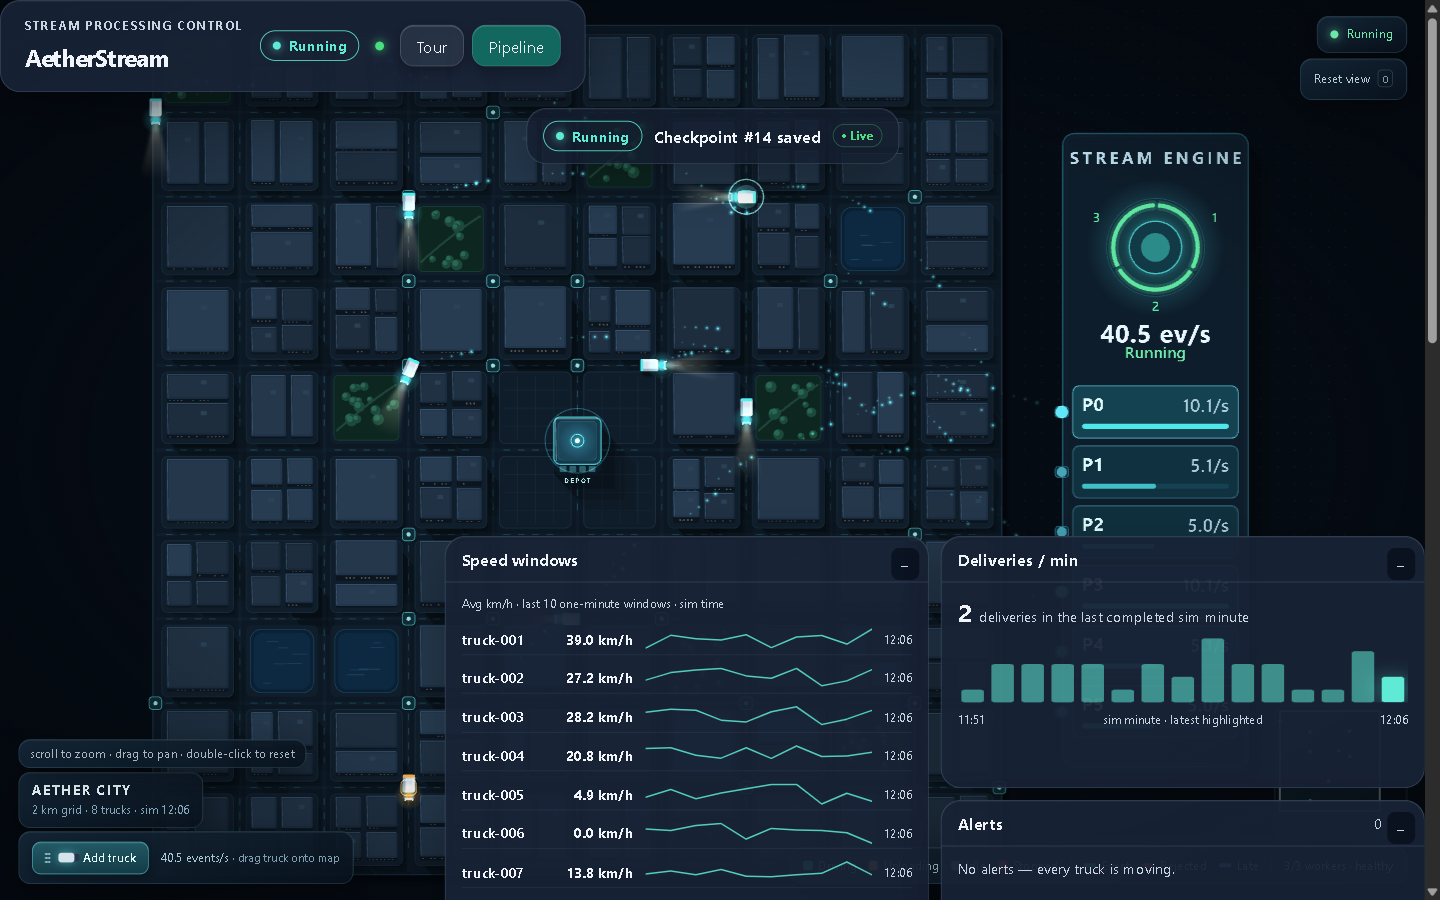 STREAM PROCESSING CONTROL
AetherStream
Running
Tour
Pipeline
Running
Reset view 0
Running Checkpoint #14 saved • Live
STREAM ENGINE
3
1
2
40.5 ev/s
Running
P0 10.1/s
P1 5.1/s
P2 5.0/s
P3 10.1/s
P4
DEPOT
Speed windows –
Avg km/h · last 10 one-minute windows · sim time
truck-001 39.0 km/h 12:06
truck-002 27.2 km/h 12:06
truck-003 28.2 km/h 12:06
truck-004 20.8 km/h 12:06
truck-005 4.9 km/h 12:06
truck-006 0.0 km/h 12:06
truck-007 13.8 km/h 12:06
Deliveries / min –
2 deliveries in the last completed sim minute
11:51 sim minute · latest highlighted 12:06
Alerts 0 –
No alerts — every truck is moving.
scroll to zoom · drag to pan · double-click to reset
AETHER CITY
2 km grid · 8 trucks · sim 12:06
Add truck 40.5 events/s · drag truck onto map